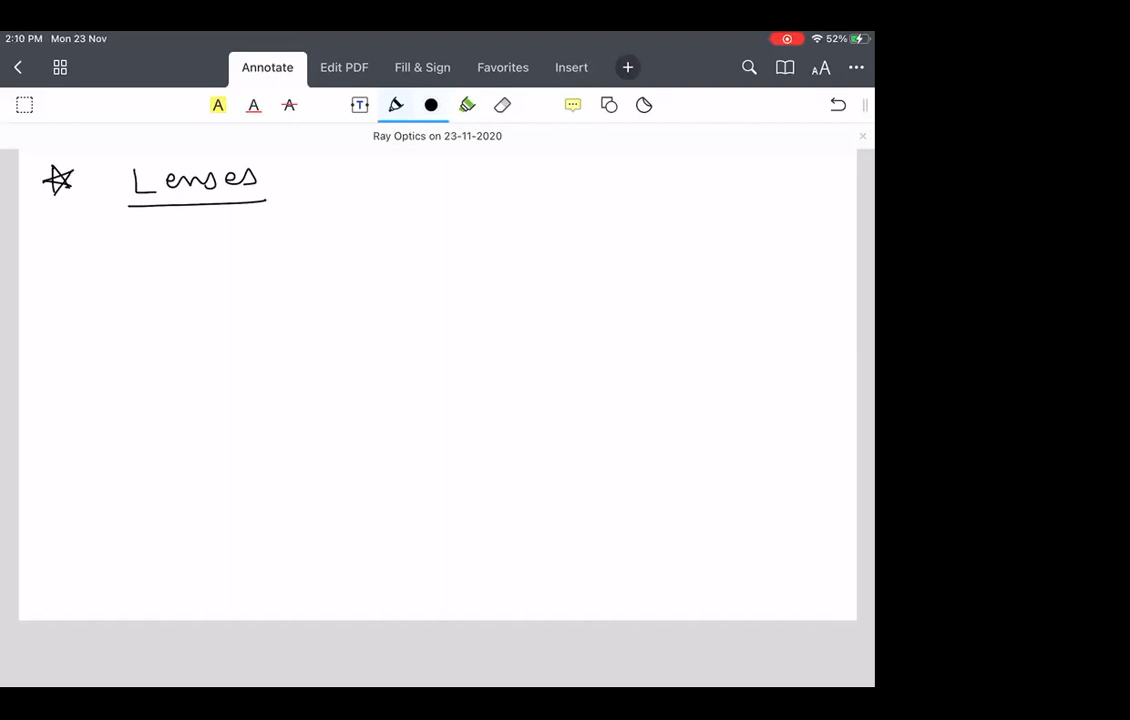 2:10 PM Mon 23 Nov 52%
Annotate Edit PDF Fill & Sign Favorites Insert
AA
A A A T
Ray Optics on 23-11-2020
Lenses